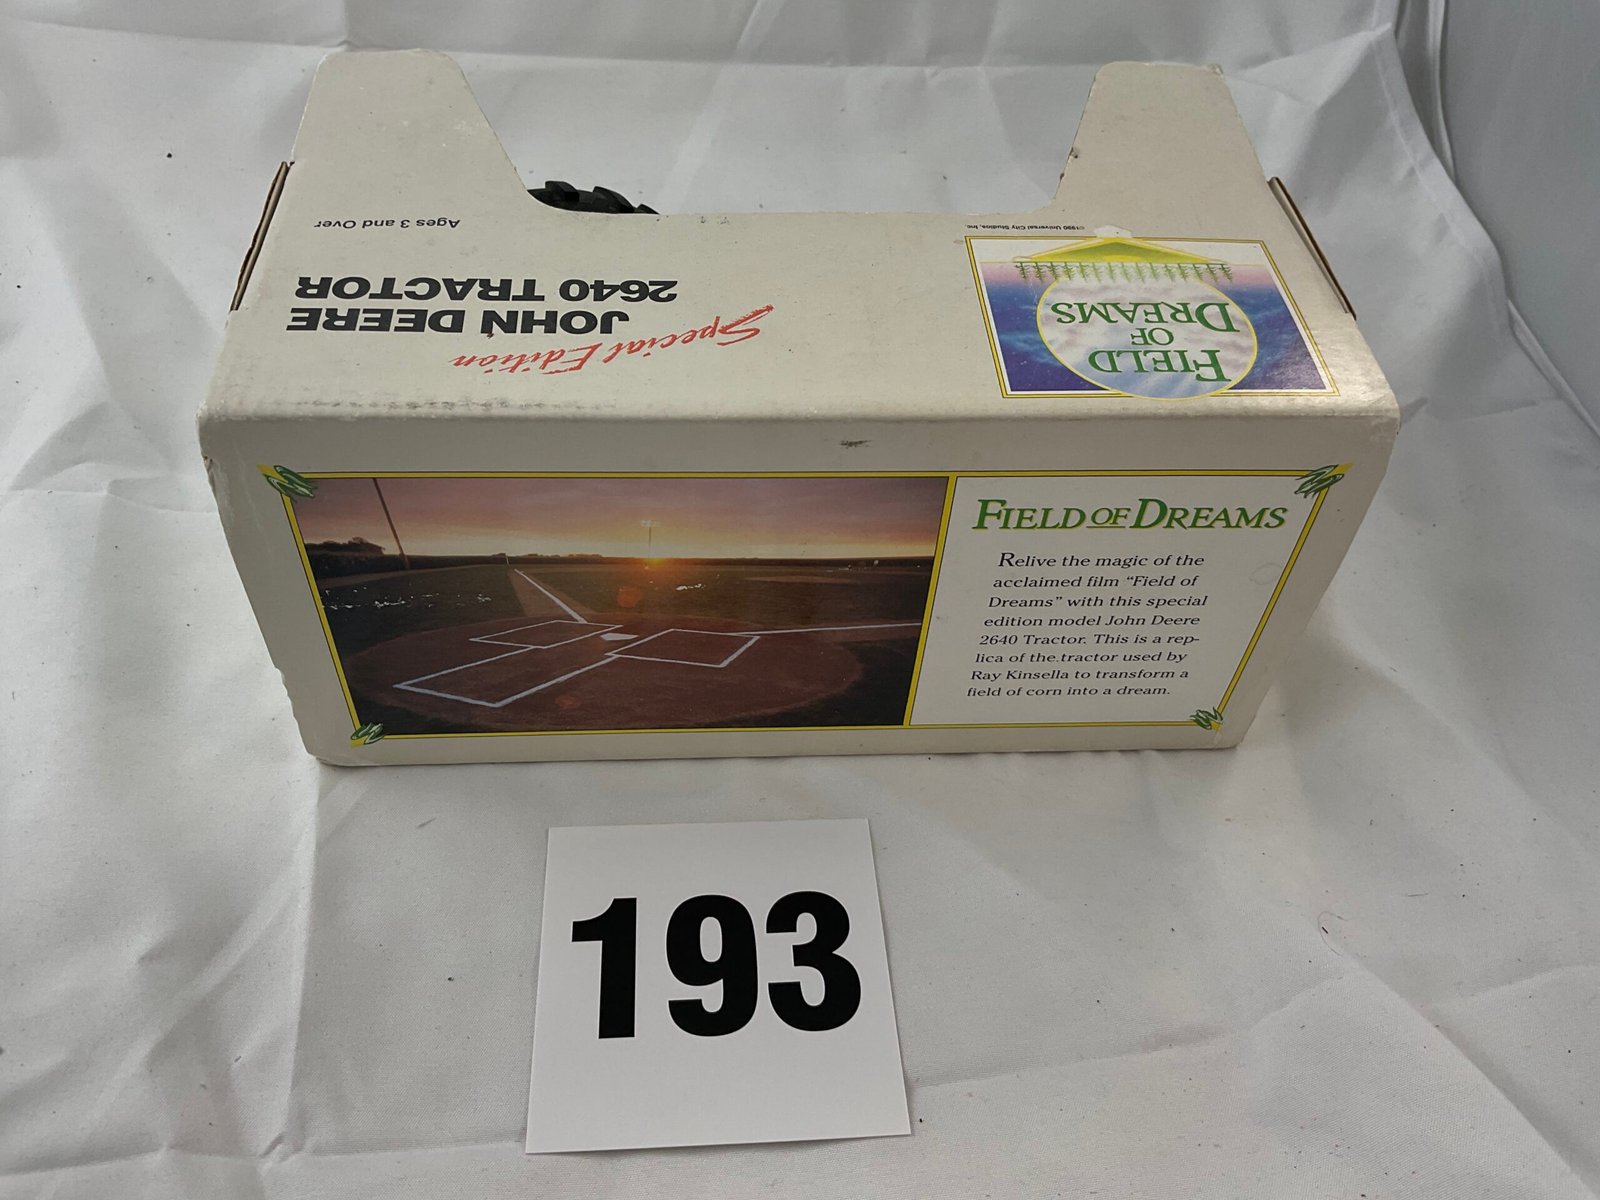 Ages 3 and Over
©1990 Universal City Studios, Inc.
JOHN DEERE
2640 TRACTOR
Special Edition
FIELD
OF
DREAMS
FIELD OF DREAMS
Relive the magic of the
acclaimed film “Field of
Dreams” with this special
edition model John Deere
2640 Tractor. This is a rep-
lica of the tractor used by
Ray Kinsella to transform a
field of corn into a dream.
193